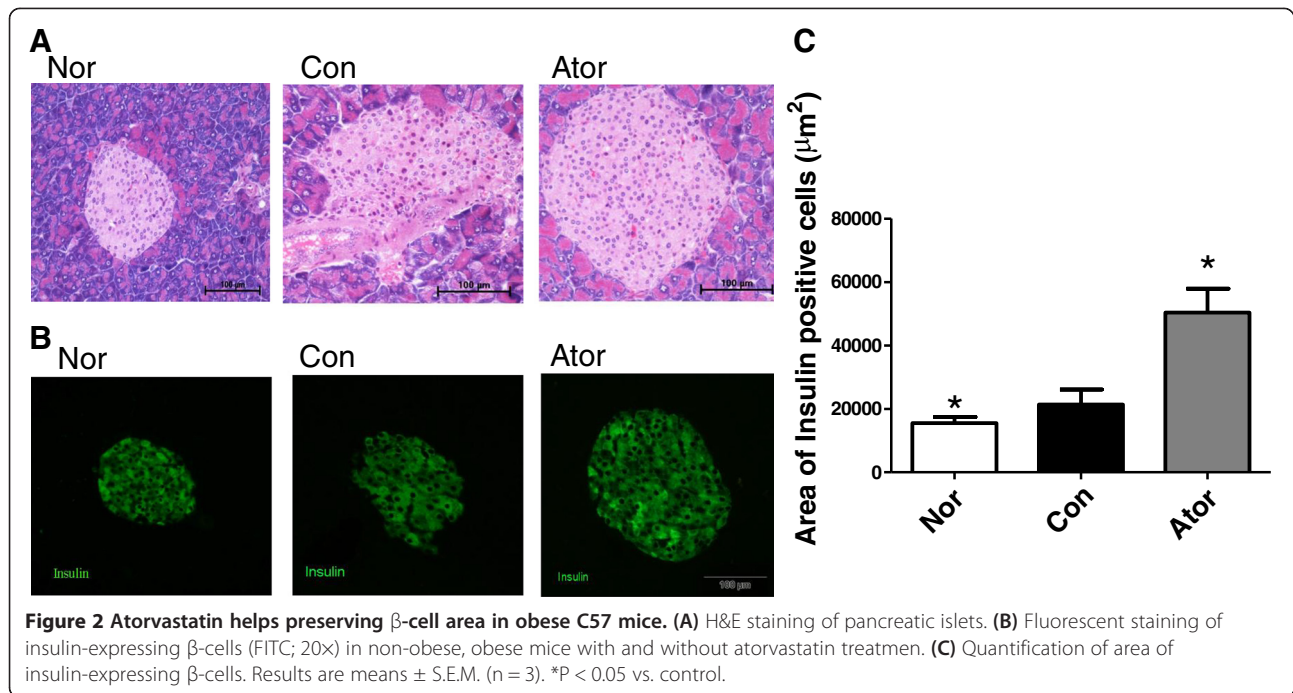 A
Nor
Con
Ator
100 µm
100 µm
100 µm
B
Nor
Con
Ator
Insulin
Insulin
Insulin
100 µm
C
Area of Insulin positive cells (µm²)
80000
60000
40000
20000
0
*
*
Nor
Con
Ator
Figure 2 Atorvastatin helps preserving β-cell area in obese C57 mice. (A) H&E staining of pancreatic islets. (B) Fluorescent staining of
insulin-expressing β-cells (FITC; 20×) in non-obese, obese mice with and without atorvastatin treatmen. (C) Quantification of area of
insulin-expressing β-cells. Results are means ± S.E.M. (n = 3). *P < 0.05 vs. control.